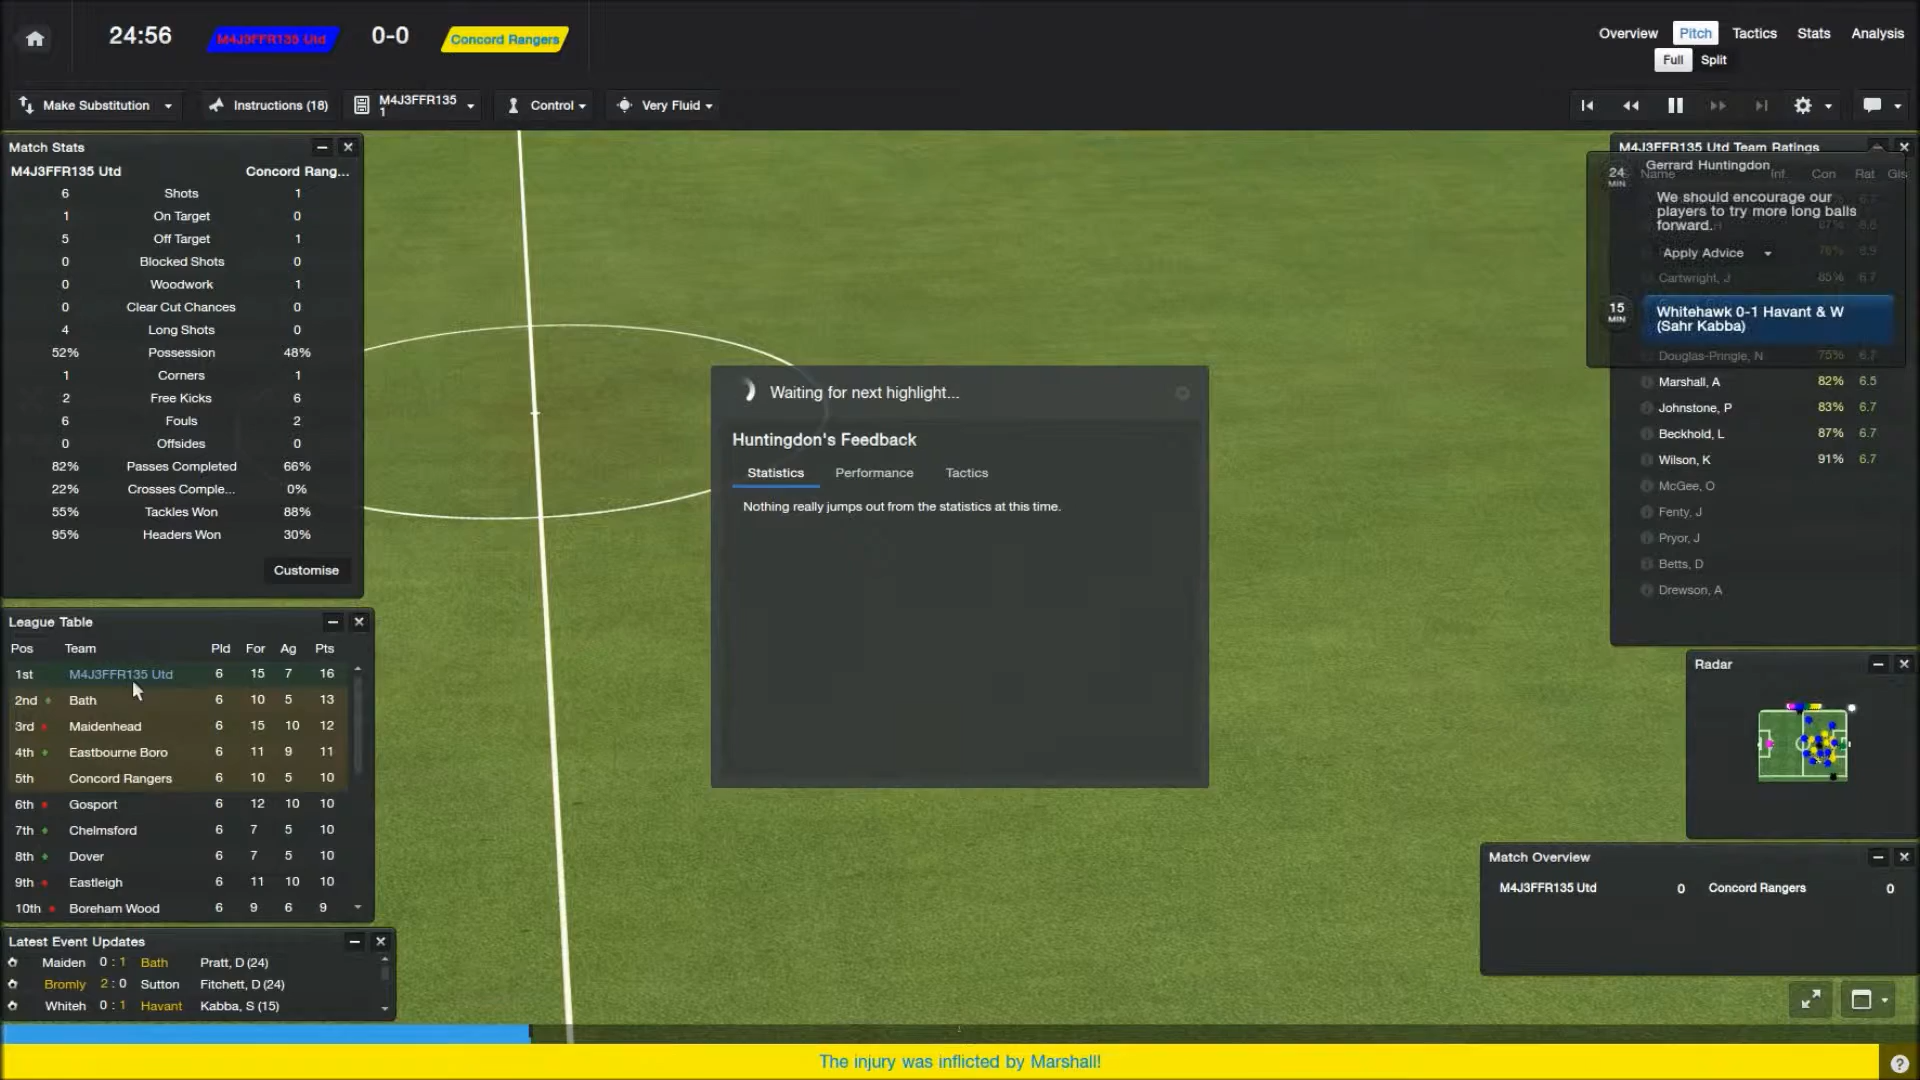 24:56 M4J3FFR135 Utd 0-0 Concord Rangers
Overview Pitch Tactics Stats Analysis
Full Split
Make Substitution Instructions (18) M4J3FFR135 1 Control Very Fluid
Match Stats
M4J3FFR135 Utd Concord Rang...
6 Shots 1
1 On Target 0
5 Off Target 1
0 Blocked Shots 0
0 Woodwork 1
0 Clear Cut Chances 0
4 Long Shots 0
52% Possession 48%
1 Corners 1
2 Free Kicks 6
6 Fouls 2
0 Offsides 0
82% Passes Completed 66%
22% Crosses Comple... 0%
55% Tackles Won 88%
95% Headers Won 30%
Customise
League Table
Pos Team Pld For Ag Pts
1st M4J3FFR135 Utd 6 15 7 16
2nd Bath 6 10 5 13
3rd Maidenhead 6 15 10 12
4th Eastbourne Boro 6 11 9 11
5th Concord Rangers 6 10 5 10
6th Gosport 6 12 10 10
7th Chelmsford 6 7 5 10
8th Dover 6 7 5 10
9th Eastleigh 6 11 10 10
10th Boreham Wood 6 9 6 9
Latest Event Updates
Maiden 0 : 1 Bath Pratt, D (24)
Bromly 2 : 0 Sutton Fitchett, D (24)
Whiteh 0 : 1 Havant Kabba, S (15)
Waiting for next highlight...
Huntingdon's Feedback
Statistics Performance Tactics
Nothing really jumps out from the statistics at this time.
M4J3FFR135 Utd Team Ratings
Name Inf. Con Rat Gls
24 MIN Gerrard Huntingdon
We should encourage our
players to try more long balls
forward.
Apply Advice
Cartwright, J 85% 6.7
15 MIN Whitehawk 0-1 Havant & W
(Sahr Kabba)
Douglas-Pringle, N 75% 6.7
Marshall, A 82% 6.5
Johnstone, P 83% 6.7
Beckhold, L 87% 6.7
Wilson, K 91% 6.7
McGee, O
Fenty, J
Pryor, J
Betts, D
Drewson, A
Radar
Match Overview
M4J3FFR135 Utd 0 Concord Rangers 0
The injury was inflicted by Marshall!